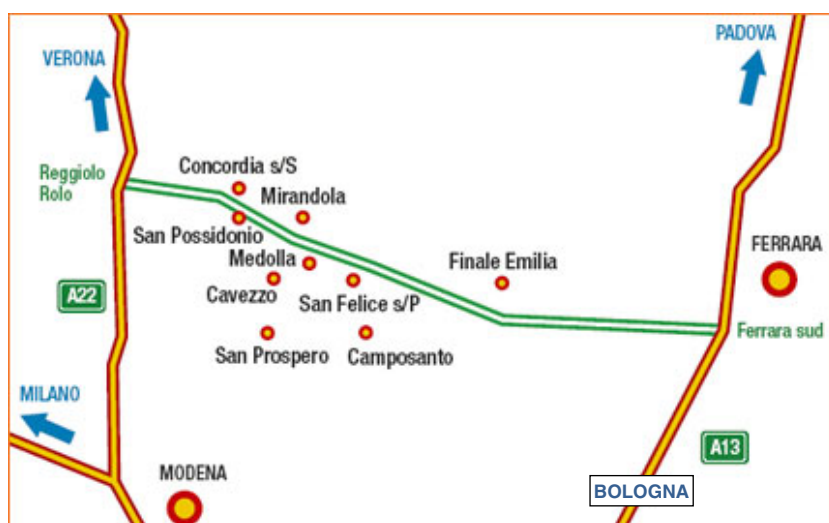 PADOVA
VERONA
Concordia s/S
Reggiolo
Rolo
Mirandola
San Possidonio
FERRARA
Medolla
Finale Emilia
A22
Cavezzo
San Felice s/P
Ferrara sud
San Prospero
Camposanto
MILANO
A13
MODENA
BOLOGNA